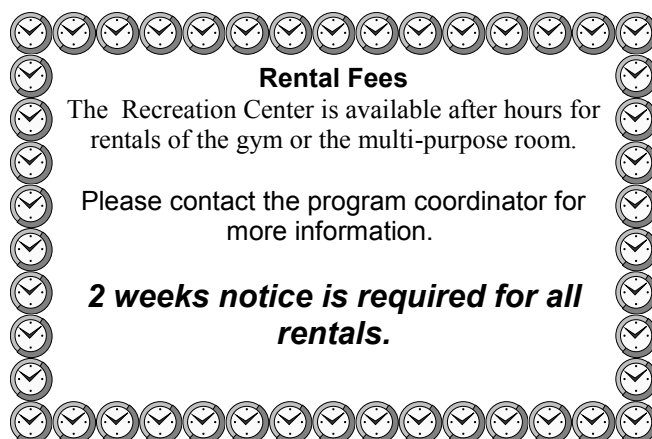 Rental Fees
The Recreation Center is available after hours for
rentals of the gym or the multi-purpose room.
Please contact the program coordinator for
more information.
2 weeks notice is required for all
rentals.